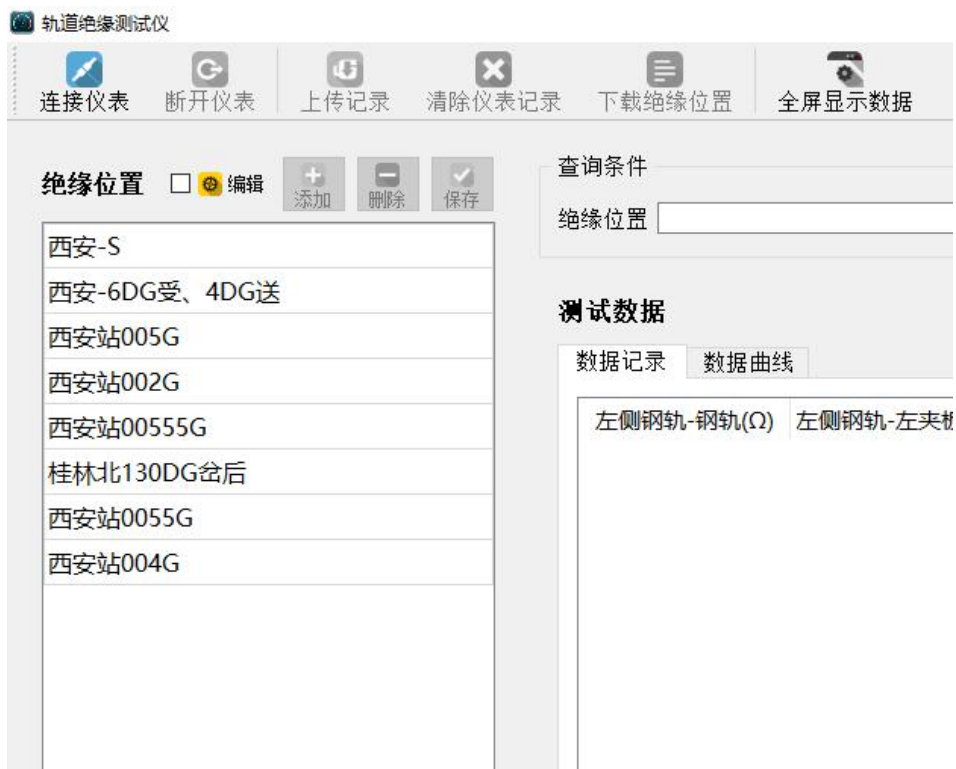 轨道绝缘测试仪
连接仪表 断开仪表 上传记录 清除仪表记录 下载绝缘位置 全屏显示数据
绝缘位置 编辑 添加 删除 保存
西安-S
西安-6DG受、4DG送
西安站005G
西安站002G
西安站00555G
桂林北130DG岔后
西安站0055G
西安站004G
查询条件
绝缘位置
测试数据
数据记录 数据曲线
左侧钢轨-钢轨(Ω) 左侧钢轨-左夹板